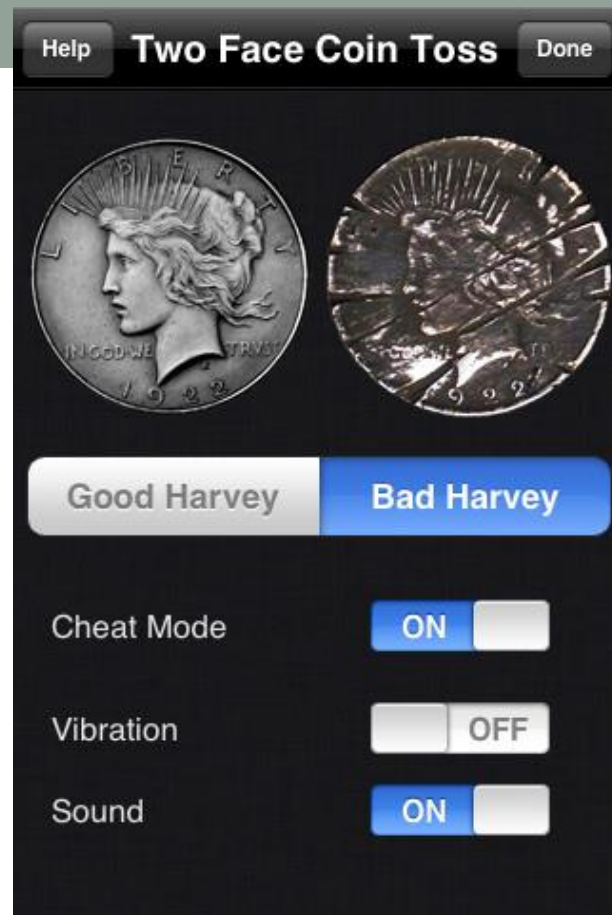 Help Two Face Coin Toss Done
LIBERTY
IN GOD WE TRVST
1922
Good Harvey Bad Harvey
Cheat Mode ON
Vibration OFF
Sound ON